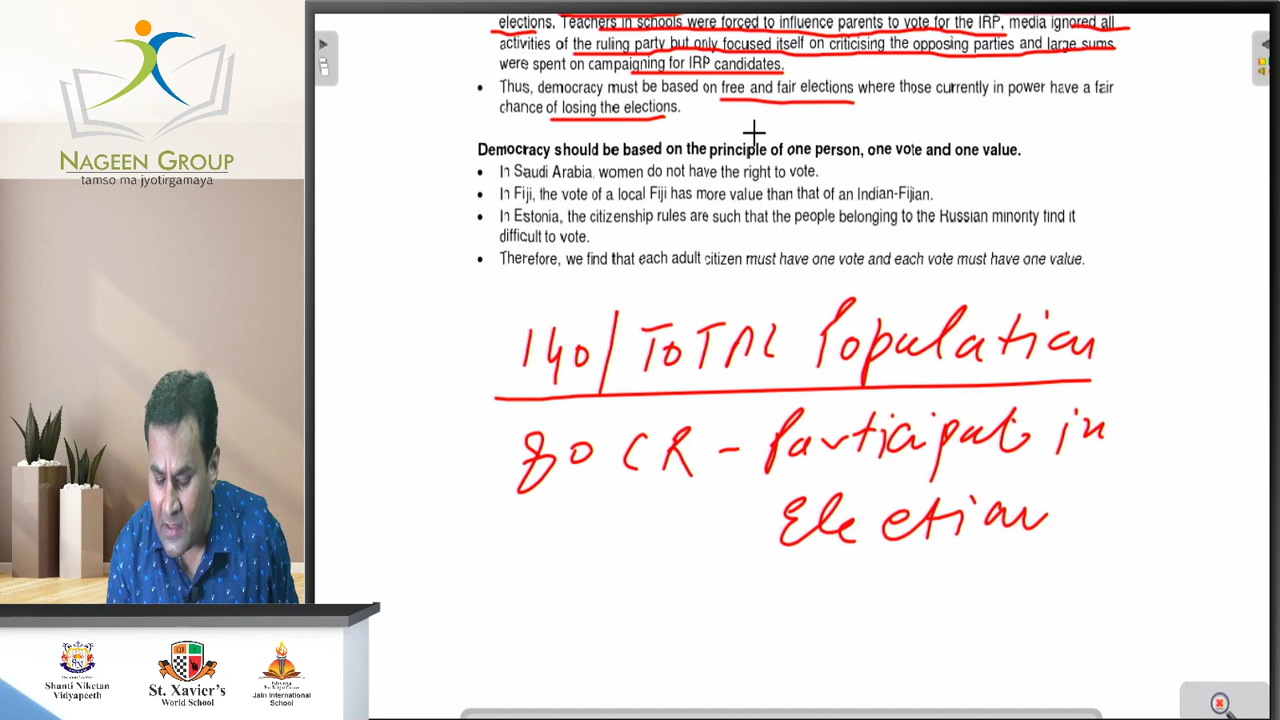 elections. Teachers in schools were forced to influence parents to vote for the IRP, media ignored all
activities of the ruling party but only focused itself on criticising the opposing parties and large sums
were spent on campaigning for IRP candidates.
• Thus, democracy must be based on free and fair elections where those currently in power have a fair
chance of losing the elections.
Democracy should be based on the principle of one person, one vote and one value.
• In Saudi Arabia, women do not have the right to vote.
• In Fiji, the vote of a local Fiji has more value than that of an Indian-Fijian.
• In Estonia, the citizenship rules are such that the people belonging to the Russian minority find it
difficult to vote.
• Therefore, we find that each adult citizen must have one vote and each vote must have one value.
140/ TOTAL Population
80 CR - Participate in
Election
NAGEEN GROUP
tamso ma jyotirgamaya
Shanti Niketan
Vidyapeeth
St. Xavier's
World School
Jain International
School